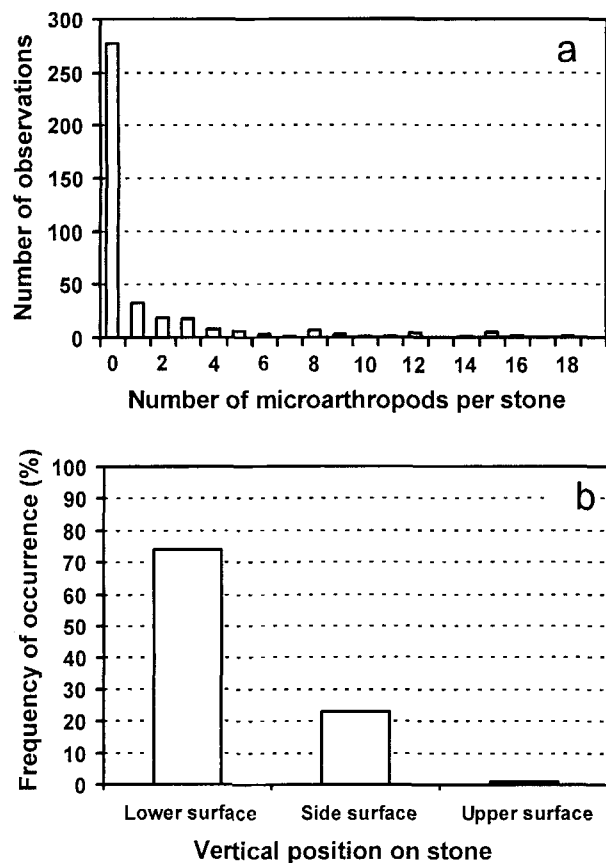 a
Number of observations
300
250
200
150
100
50
0
0 2 4 6 8 10 12 14 16 18
Number of microarthropods per stone
b
Frequency of occurrence (%)
100
90
80
70
60
50
40
30
20
10
0
Lower surface Side surface Upper surface
Vertical position on stone